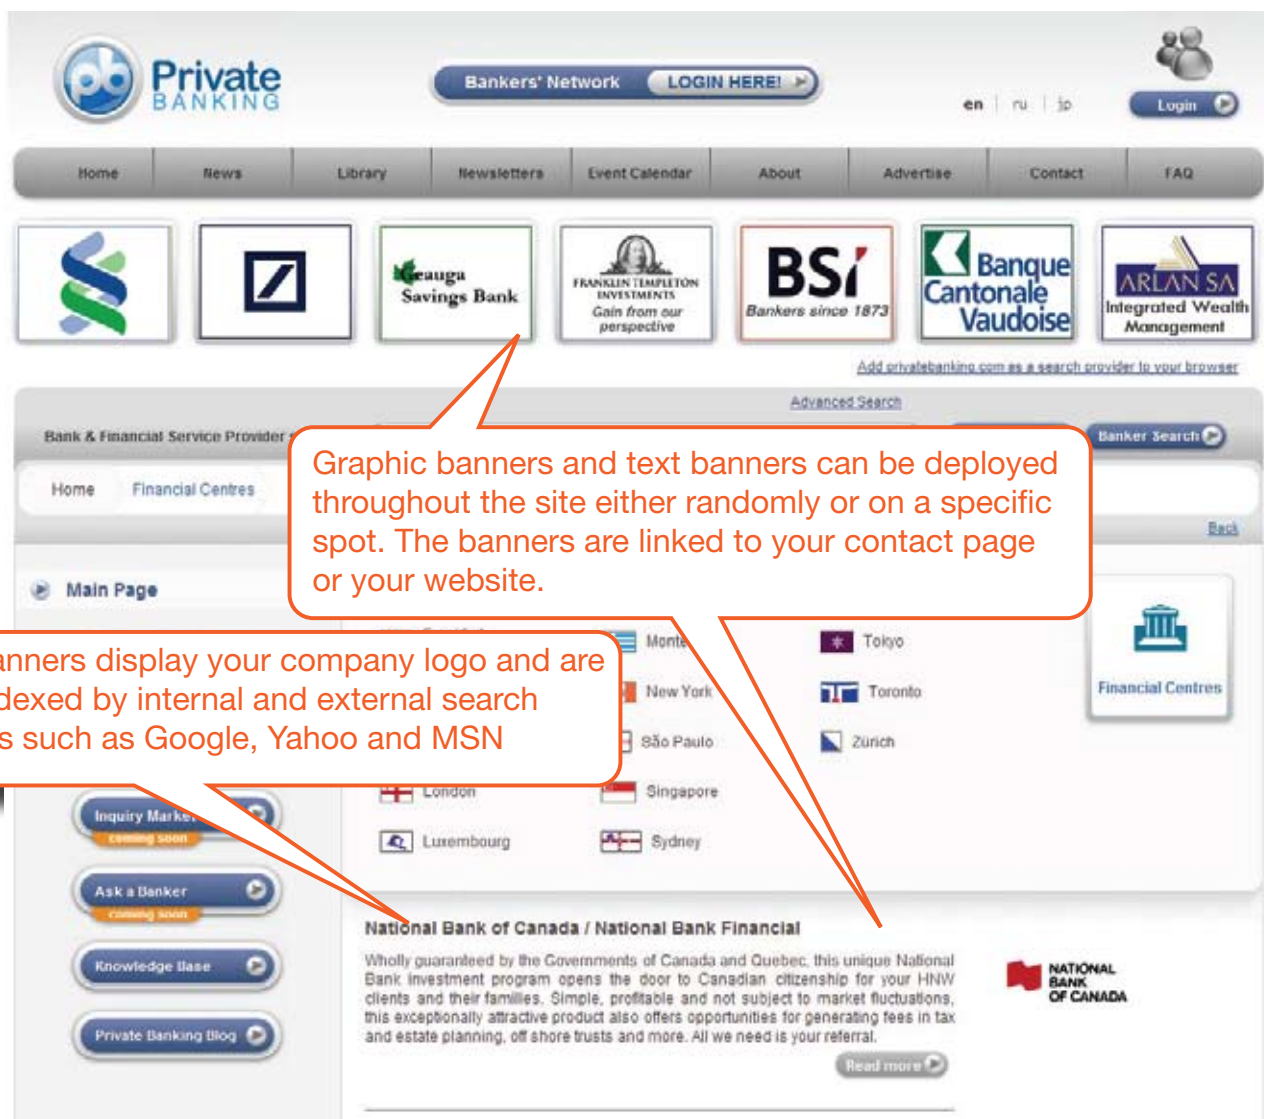 Private
BANKING
Bankers' Network LOGIN HERE!
en ru jp
Login
Home News Library Newsletters Event Calendar About Advertise Contact FAQ
Geauga
Savings Bank
FRANKLIN TEMPLETON
INVESTMENTS
Gain from our
perspective
BSi
Bankers since 1873
Banque
Cantonale
Vaudoise
ARLAN SA
Integrated Wealth
Management
Add privatebanking.com as a search provider to your browser
Advanced Search
Bank & Financial Service Provider
Banker Search
Home Financial Centres
Back
Graphic banners and text banners can be deployed
throughout the site either randomly or on a specific
spot. The banners are linked to your contact page
or your website.
Main Page
Monte
Tokyo
New York
Toronto
São Paulo
Zürich
London
Singapore
Luxembourg
Sydney
Financial Centres
anners display your company logo and are
dexed by internal and external search
s such as Google, Yahoo and MSN
Inquiry Market
coming soon
Ask a Banker
coming soon
Knowledge Base
Private Banking Blog
National Bank of Canada / National Bank Financial
Wholly guaranteed by the Governments of Canada and Quebec, this unique National
Bank investment program opens the door to Canadian citizenship for your HNW
clients and their families. Simple, profitable and not subject to market fluctuations,
this exceptionally attractive product also offers opportunities for generating fees in tax
and estate planning, off shore trusts and more. All we need is your referral.
Read more
NATIONAL
BANK
OF CANADA